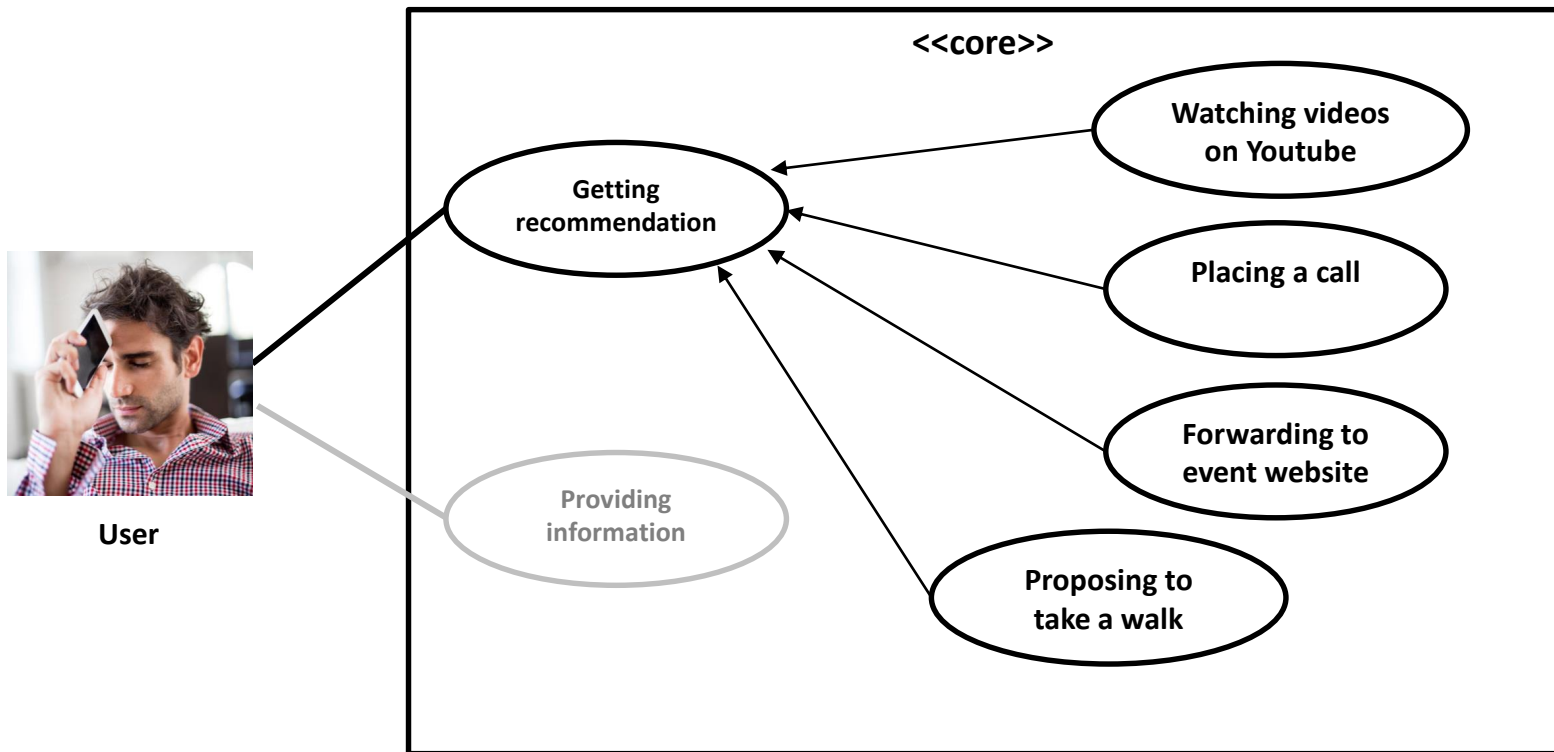 <<core>>
Watching videos
on Youtube
Getting
recommendation
Placing a call
Forwarding to
event website
Providing
information
User
Proposing to
take a walk